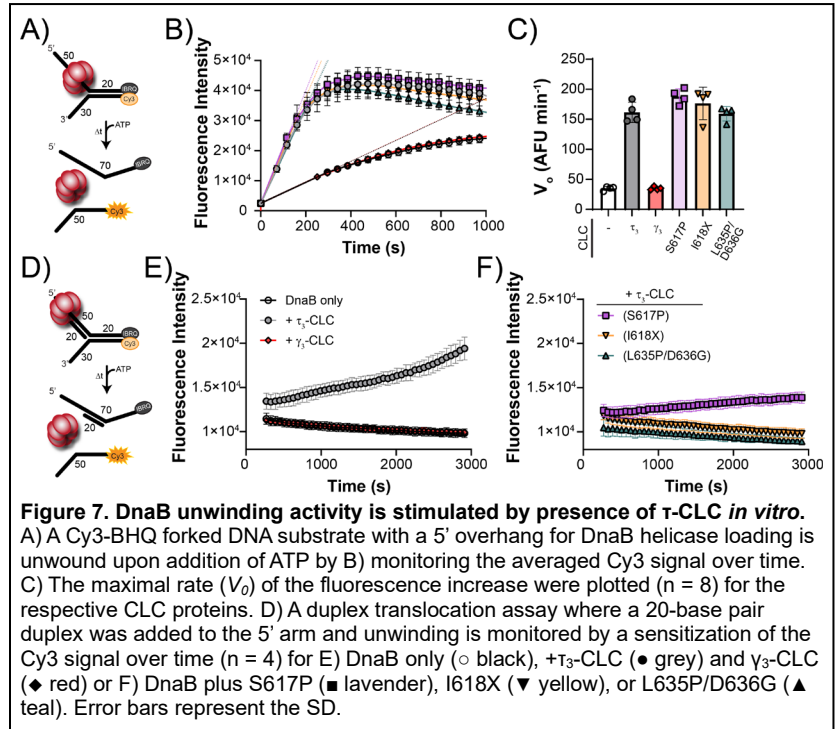 A)
5'
50
20
IBRQ
Cy3
30
3'
Δt
ATP
5'
70
IBRQ
50
Cy3
B)
Fluorescence Intensity
5×10⁴
4×10⁴
3×10⁴
2×10⁴
1×10⁴
0
0 200 400 600 800 1000
Time (s)
C)
V₀ (AFU min⁻¹)
250
200
150
100
50
0
CLC
- τ₃ γ₃ S617P I618X L635P/
D636G
D)
5'
50
20
20
IBRQ
Cy3
30
3'
Δt
ATP
5'
70
IBRQ
20
50
Cy3
E)
Fluorescence Intensity
2.5×10⁴
2×10⁴
1.5×10⁴
1×10⁴
0 1000 2000 3000
Time (s)
DnaB only
+ τ₃-CLC
+ γ₃-CLC
F)
Fluorescence Intensity
2.5×10⁴
2×10⁴
1.5×10⁴
1×10⁴
0 1000 2000 3000
Time (s)
+ τ₃-CLC
(S617P)
(I618X)
(L635P/D636G)
Figure 7. DnaB unwinding activity is stimulated by presence of τ-CLC in vitro.
A) A Cy3-BHQ forked DNA substrate with a 5' overhang for DnaB helicase loading is
unwound upon addition of ATP by B) monitoring the averaged Cy3 signal over time.
C) The maximal rate (V₀) of the fluorescence increase were plotted (n = 8) for the
respective CLC proteins. D) A duplex translocation assay where a 20-base pair
duplex was added to the 5' arm and unwinding is monitored by a sensitization of the
Cy3 signal over time (n = 4) for E) DnaB only (○ black), +τ₃-CLC (● grey) and γ₃-CLC
(◆ red) or F) DnaB plus S617P (■ lavender), I618X (▼ yellow), or L635P/D636G (▲
teal). Error bars represent the SD.